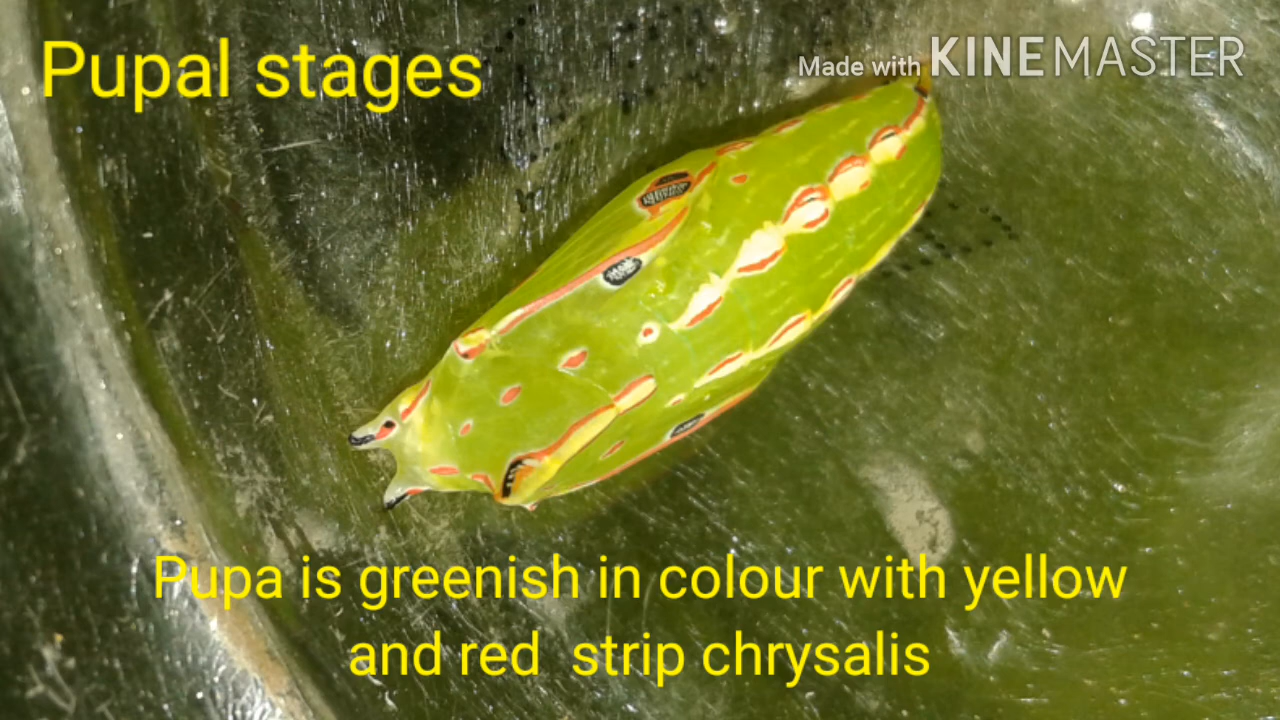 Pupal stages
Made with KINEMASTER
Pupa is greenish in colour with yellow
and red strip chrysalis